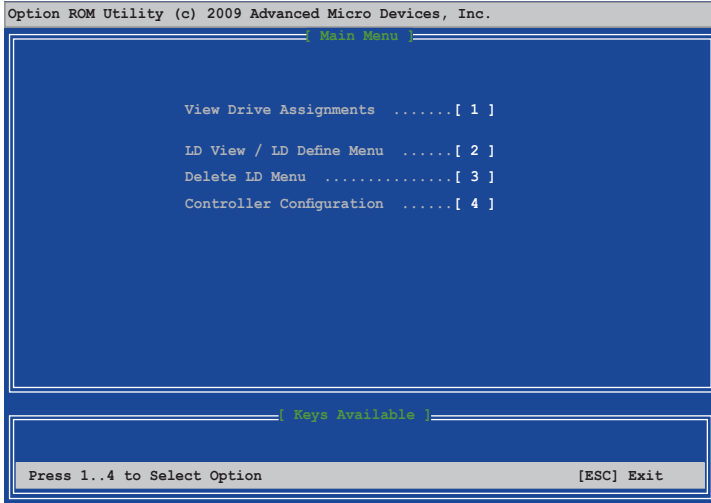 Option ROM Utility (c) 2009 Advanced Micro Devices, Inc.
[ Main Menu ]
View Drive Assignments .......[ 1 ]
LD View / LD Define Menu ......[ 2 ]
Delete LD Menu ...............[ 3 ]
Controller Configuration ......[ 4 ]
[ Keys Available ]
Press 1..4 to Select Option [ESC] Exit